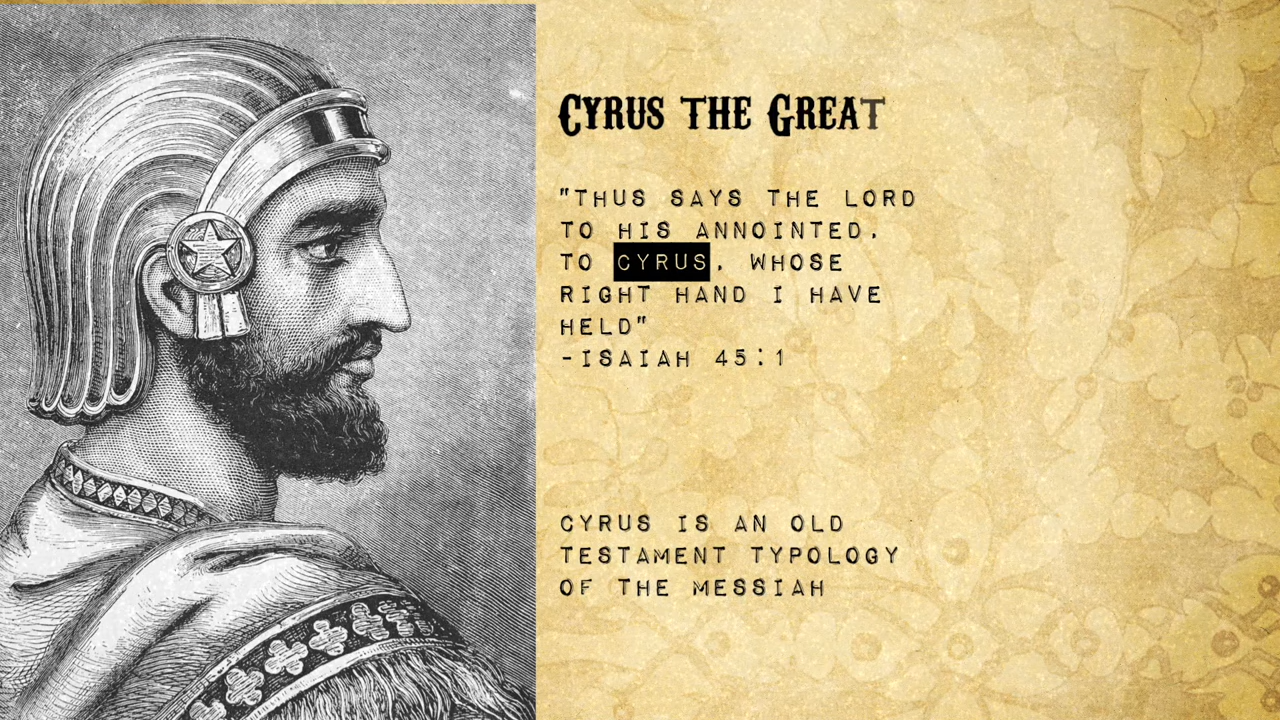 Cyrus the Great
"THUS SAYS THE LORD
TO HIS ANNOINTED,
TO CYRUS, WHOSE
RIGHT HAND I HAVE
HELD"
-ISAIAH 45:1
CYRUS IS AN OLD
TESTAMENT TYPOLOGY
OF THE MESSIAH